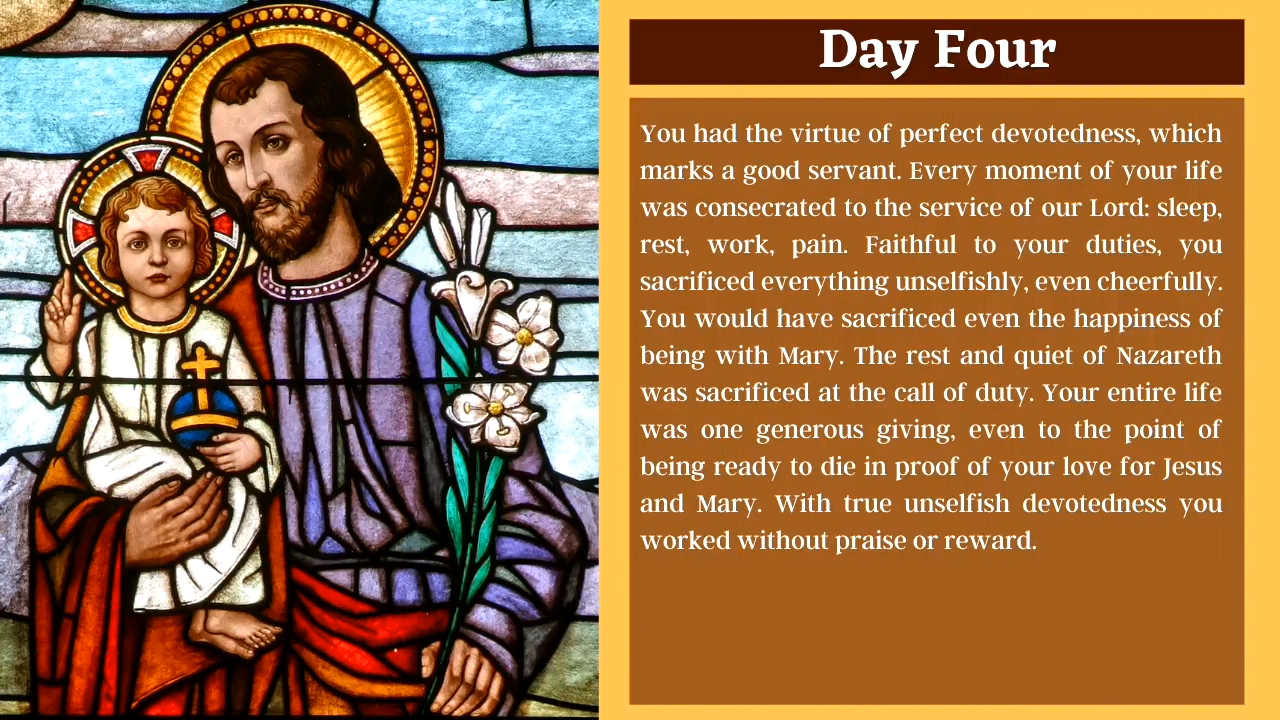 Day Four
You had the virtue of perfect devotedness, which
marks a good servant. Every moment of your life
was consecrated to the service of our Lord: sleep,
rest, work, pain. Faithful to your duties, you
sacrificed everything unselfishly, even cheerfully.
You would have sacrificed even the happiness of
being with Mary. The rest and quiet of Nazareth
was sacrificed at the call of duty. Your entire life
was one generous giving, even to the point of
being ready to die in proof of your love for Jesus
and Mary. With true unselfish devotedness you
worked without praise or reward.